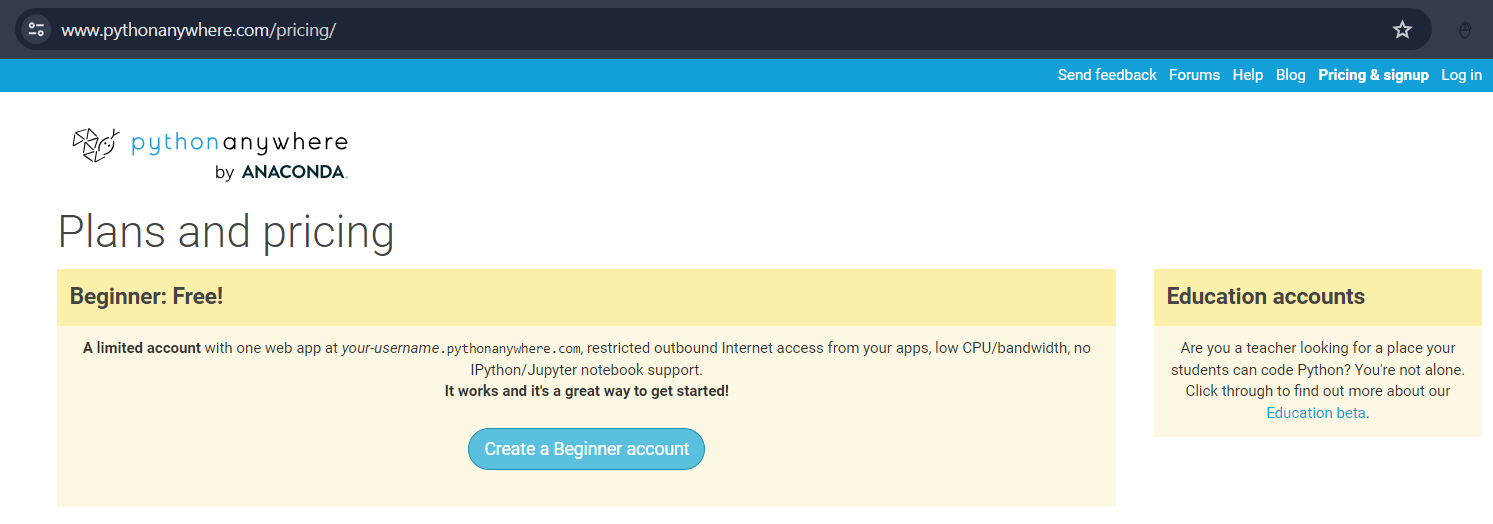 www.pythonanywhere.com/pricing/
Send feedback Forums Help Blog Pricing & signup Log in
pythonanywhere
by ANACONDA.
Plans and pricing
Beginner: Free!
A limited account with one web app at your-username.pythonanywhere.com, restricted outbound Internet access from your apps, low CPU/bandwidth, no
IPython/Jupyter notebook support.
It works and it's a great way to get started!
Create a Beginner account
Education accounts
Are you a teacher looking for a place your
students can code Python? You're not alone.
Click through to find out more about our
Education beta.